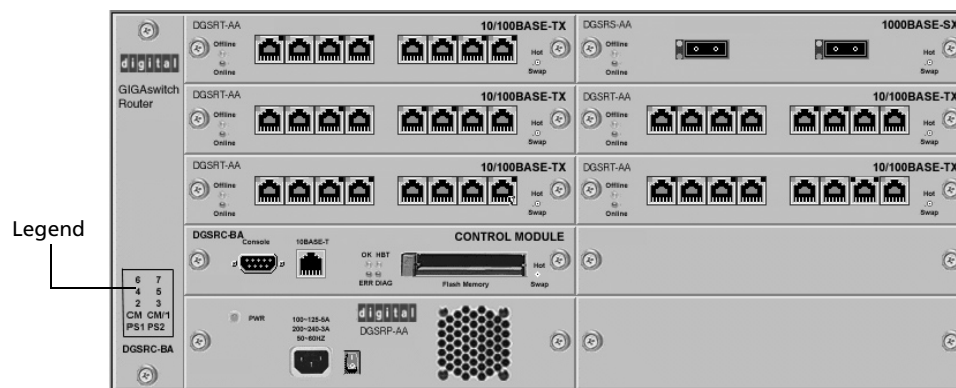 Legend
digital
GIGAswitch
Router
6 7
4 5
2 3
CM CM/1
PS1 PS2
DGSRC-BA
DGSRT-AA 10/100BASE-TX
Offline
Online
Hot
Swap
DGSRS-AA 1000BASE-SX
Offline
Online
Hot
Swap
DGSRT-AA 10/100BASE-TX
Offline
Online
Hot
Swap
DGSRT-AA 10/100BASE-TX
Offline
Online
Hot
Swap
DGSRT-AA 10/100BASE-TX
Offline
Online
Hot
Swap
DGSRT-AA 10/100BASE-TX
Offline
Online
Hot
Swap
DGSRC-BA CONTROL MODULE
Console
10BASE-T
OK HBT
ERR DIAG
Flash Memory
Hot
Swap
PWR
100~125-5A
200~240-3A
50~60HZ
digital
DGSRP-AA